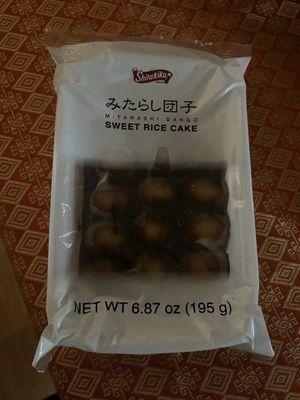 Shirakiku
みたらし団子
MITARASHI DANGO
SWEET RICE CAKE
NET WT 6.87 oz (195 g)